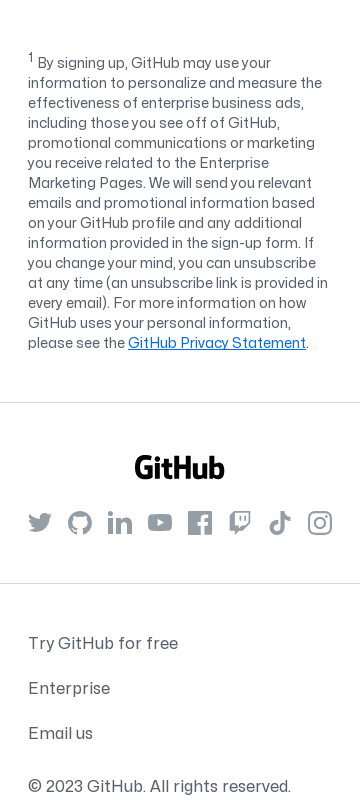 1 By signing up, GitHub may use your
information to personalize and measure the
effectiveness of enterprise business ads,
including those you see off of GitHub,
promotional communications or marketing
you receive related to the Enterprise
Marketing Pages. We will send you relevant
emails and promotional information based
on your GitHub profile and any additional
information provided in the sign-up form. If
you change your mind, you can unsubscribe
at any time (an unsubscribe link is provided in
every email). For more information on how
GitHub uses your personal information,
please see the GitHub Privacy Statement.
GitHub
Try GitHub for free
Enterprise
Email us
© 2023 GitHub. All rights reserved.